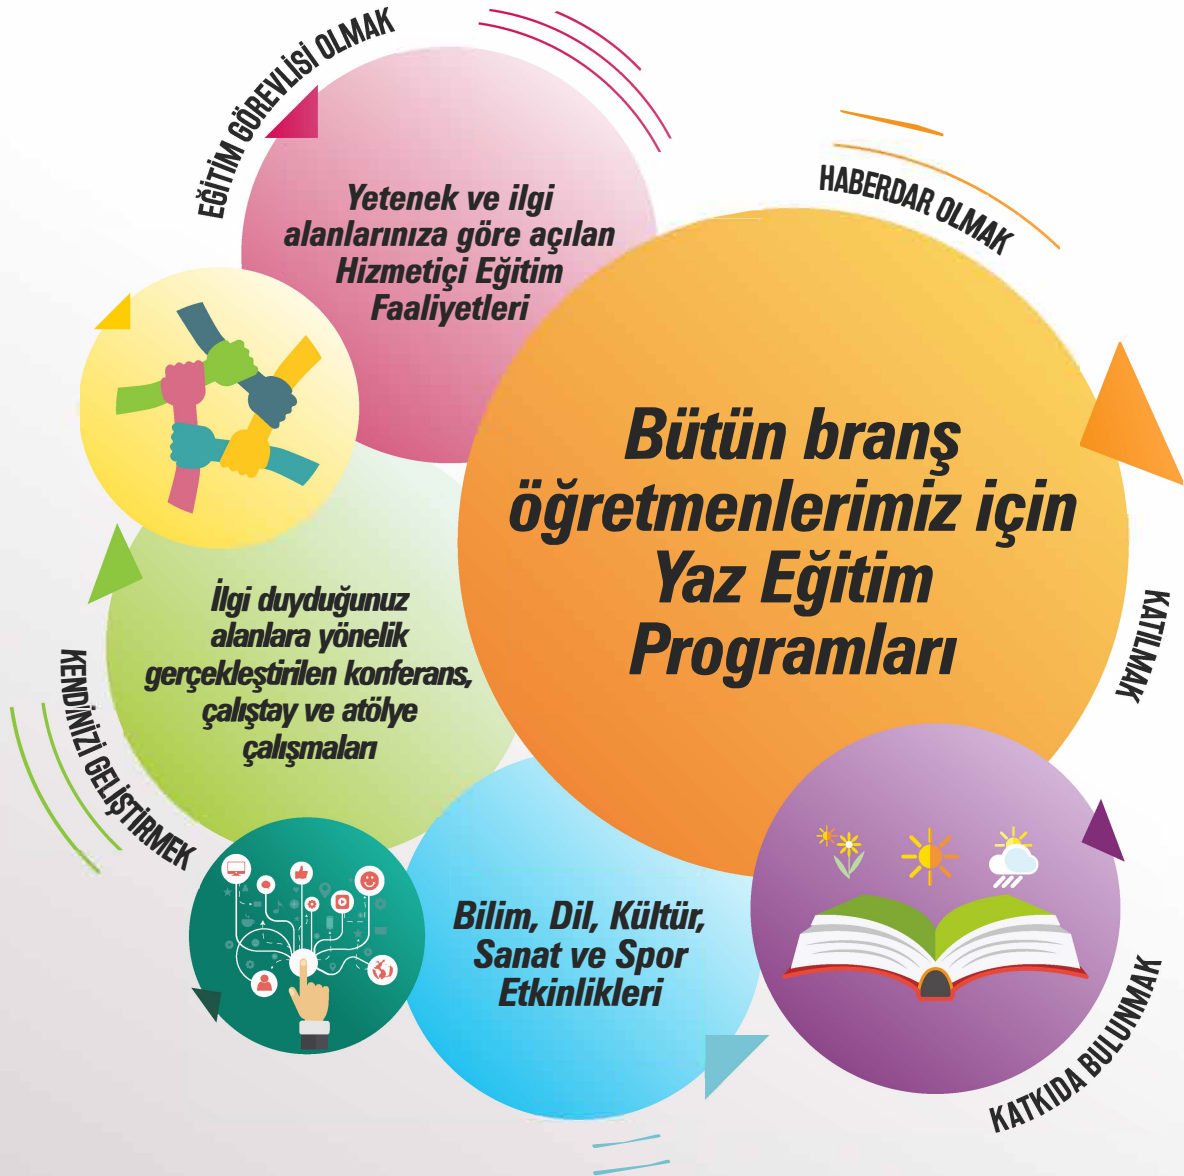 EĞİTİM GÖREVLİSİ OLMAK
Yetenek ve ilgi
alanlarınıza göre açılan
Hizmetiçi Eğitim
Faaliyetleri
HABERDAR OLMAK
Bütün branş
öğretmenlerimiz için
Yaz Eğitim
Programları
KATILMAK
İlgi duyduğunuz
alanlara yönelik
gerçekleştirilen konferans,
çalıştay ve atölye
çalışmaları
KENDİNİZİ GELİŞTİRMEK
Bilim, Dil, Kültür,
Sanat ve Spor
Etkinlikleri
KATKIDA BULUNMAK